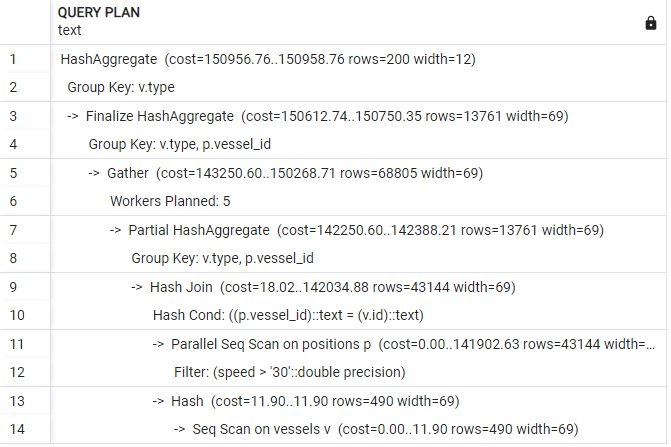 QUERY PLAN
text
1 HashAggregate (cost=150956.76..150958.76 rows=200 width=12)
2 Group Key: v.type
3 -> Finalize HashAggregate (cost=150612.74..150750.35 rows=13761 width=69)
4 Group Key: v.type, p.vessel_id
5 -> Gather (cost=143250.60..150268.71 rows=68805 width=69)
6 Workers Planned: 5
7 -> Partial HashAggregate (cost=142250.60..142388.21 rows=13761 width=69)
8 Group Key: v.type, p.vessel_id
9 -> Hash Join (cost=18.02..142034.88 rows=43144 width=69)
10 Hash Cond: ((p.vessel_id)::text = (v.id)::text)
11 -> Parallel Seq Scan on positions p (cost=0.00..141902.63 rows=43144 width=...
12 Filter: (speed > '30'::double precision)
13 -> Hash (cost=11.90..11.90 rows=490 width=69)
14 -> Seq Scan on vessels v (cost=0.00..11.90 rows=490 width=69)